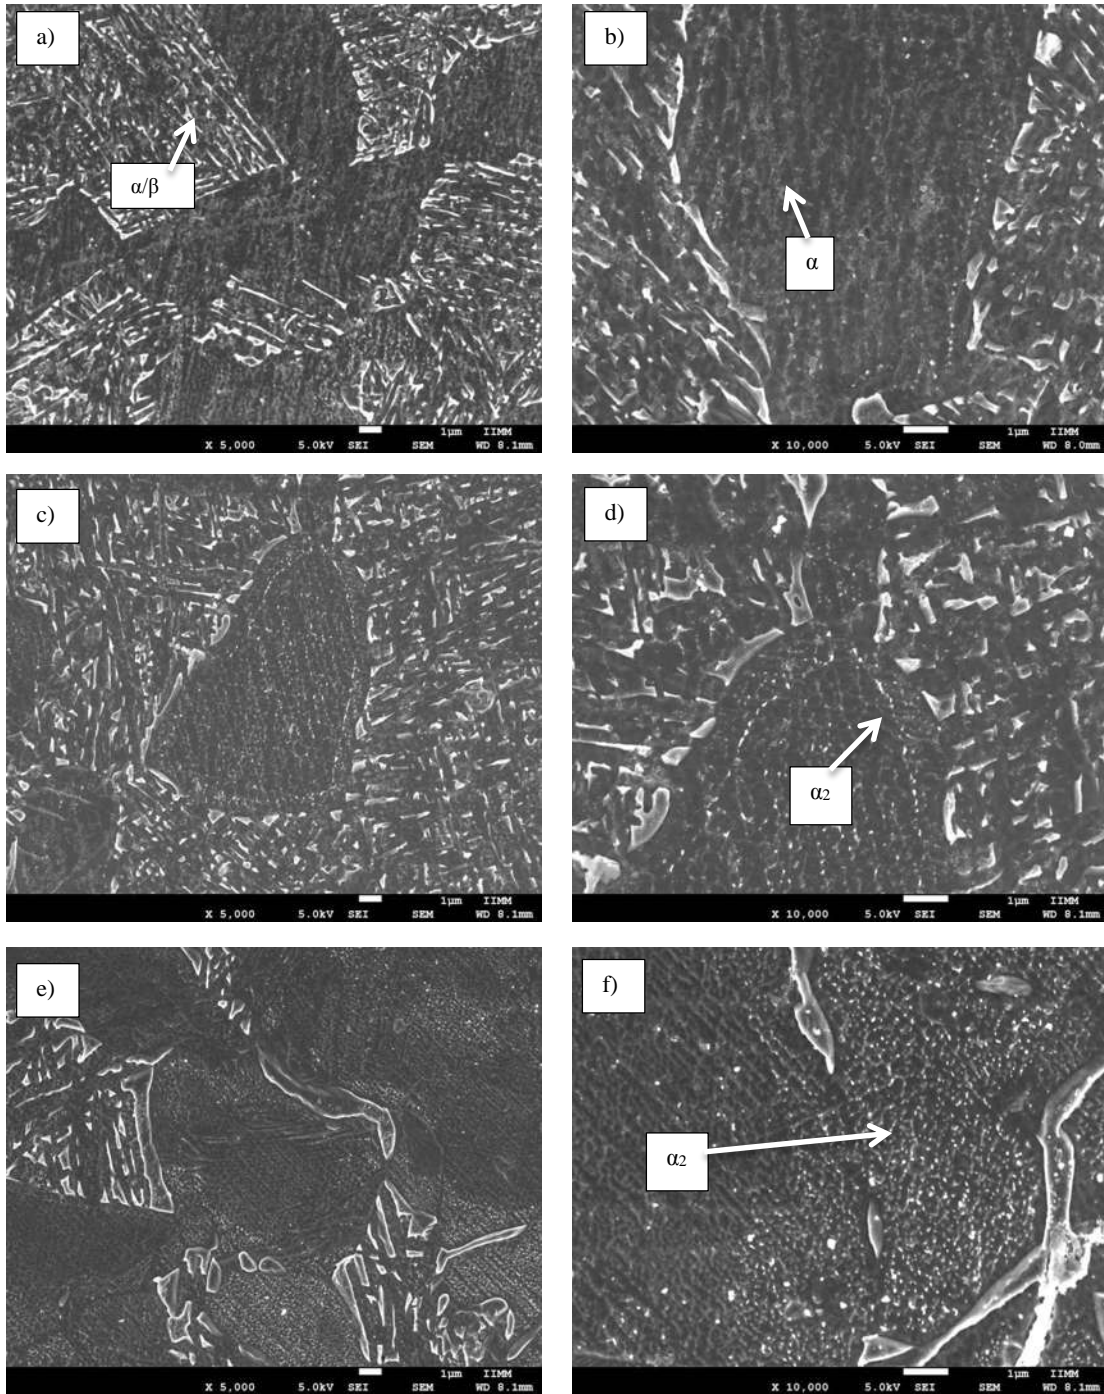 a)
α/β
1μm IIMM
X 5,000 5.0kV SEI SEM WD 8.1mm
b)
α
1μm IIMM
X 10,000 5.0kV SEI SEM WD 8.0mm
c)
1μm IIMM
X 5,000 5.0kV SEI SEM WD 8.1mm
d)
α2
1μm IIMM
X 10,000 5.0kV SEI SEM WD 8.1mm
e)
1μm IIMM
X 5,000 5.0kV SEI SEM WD 8.1mm
f)
α2
1μm IIMM
X 10,000 5.0kV SEI SEM WD 8.1mm